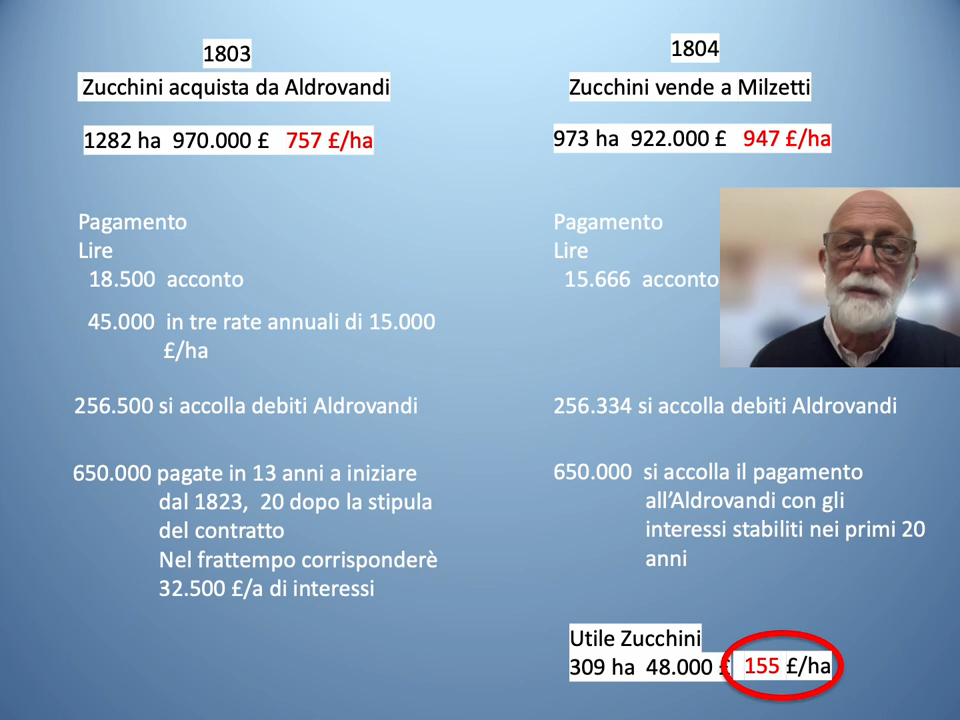 1803
Zucchini acquista da Aldrovandi
1282 ha 970.000 £ 757 £/ha
Pagamento
Lire
18.500 acconto
45.000 in tre rate annuali di 15.000
£/ha
256.500 si accolla debiti Aldrovandi
650.000 pagate in 13 anni a iniziare
dal 1823, 20 dopo la stipula
del contratto
Nel frattempo corrisponderè
32.500 £/a di interessi
1804
Zucchini vende a Milzetti
973 ha 922.000 £ 947 £/ha
Pagamento
Lire
15.666 acconto
256.334 si accolla debiti Aldrovandi
650.000 si accolla il pagamento
all'Aldrovandi con gli
interessi stabiliti nei primi 20
anni
Utile Zucchini
309 ha 48.000 £ 155 £/ha